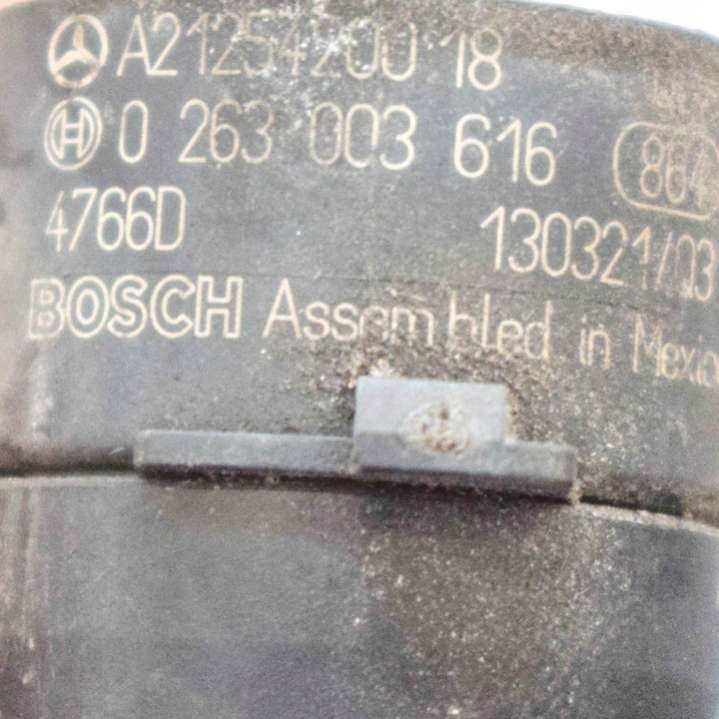 A2125420018
0 263 003 616 864
4766D 130321/03
BOSCH Assembled in Mexico